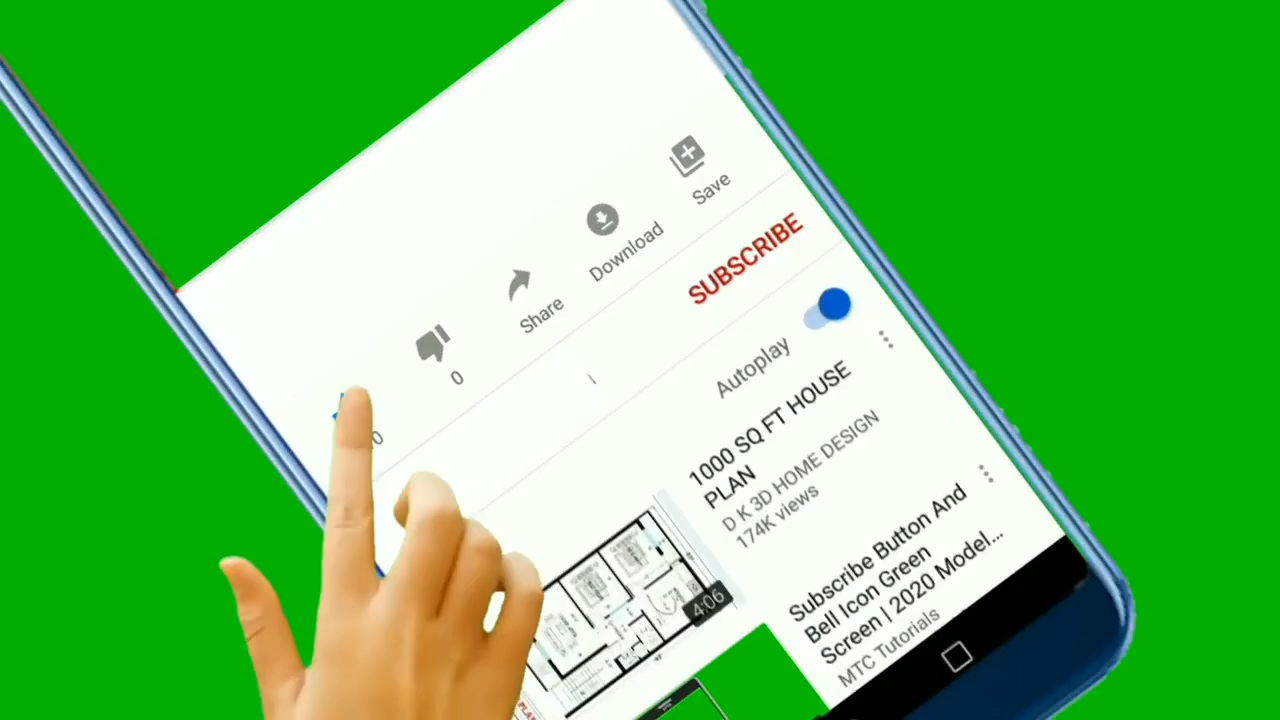 Save
Download
Share
0
0
SUBSCRIBE
Autoplay
1000 SQ FT HOUSE
PLAN
D K 3D HOME DESIGN
174K views
4:06
Subscribe Button And
Bell Icon Green
Screen | 2020 Model...
MTC Tutorials